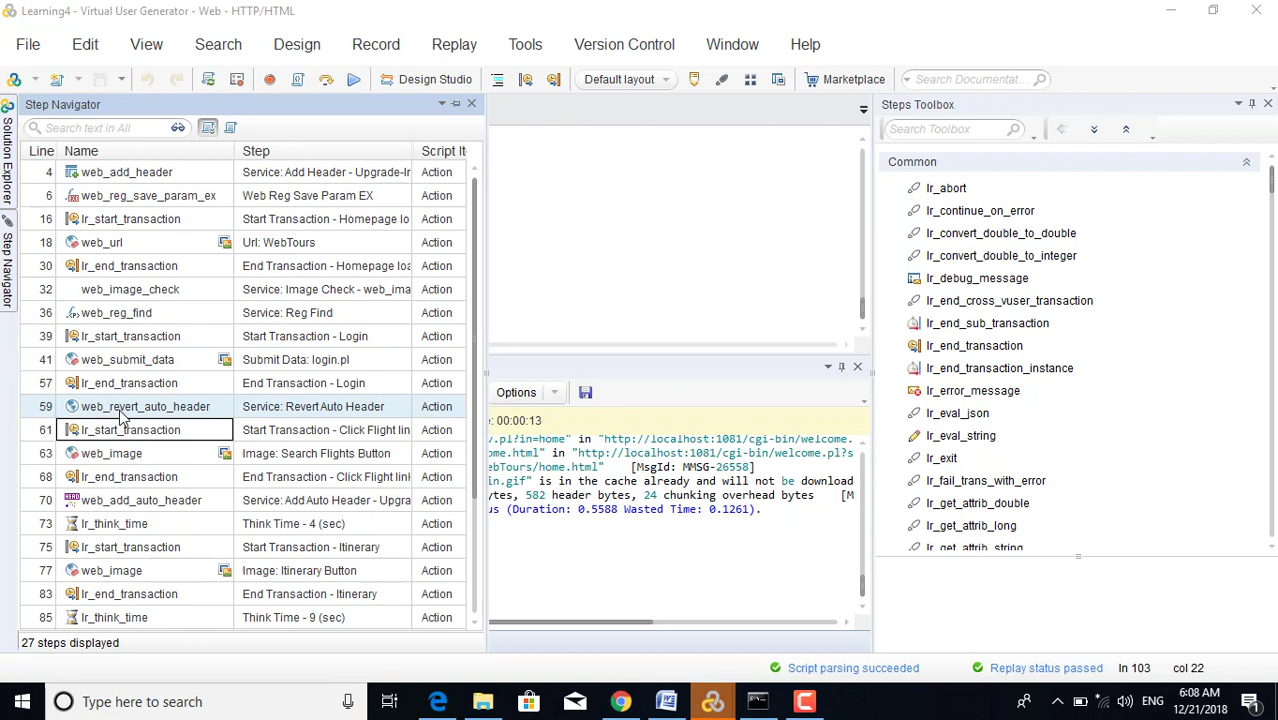 Learning4 - Virtual User Generator - Web - HTTP/HTML
File Edit View Search Design Record Replay Tools Version Control Window Help
Design Studio Default layout Marketplace Search Documentat...
Solution Explorer
Step Navigator
Step Navigator
Search text in All
Line Name Step Script It
4 web_add_header Service: Add Header - Upgrade-Ir Action
6 web_reg_save_param_ex Web Reg Save Param EX Action
16 lr_start_transaction Start Transaction - Homepage lo Action
18 web_url Url: WebTours Action
30 lr_end_transaction End Transaction - Homepage loa Action
32 web_image_check Service: Image Check - web_ima Action
36 web_reg_find Service: Reg Find Action
39 lr_start_transaction Start Transaction - Login Action
41 web_submit_data Submit Data: login.pl Action
57 lr_end_transaction End Transaction - Login Action
59 web_revert_auto_header Service: Revert Auto Header Action
61 lr_start_transaction Start Transaction - Click Flight lin Action
63 web_image Image: Search Flights Button Action
68 lr_end_transaction End Transaction - Click Flight link Action
70 web_add_auto_header Service: Add Auto Header - Upgra Action
73 lr_think_time Think Time - 4 (sec) Action
75 lr_start_transaction Start Transaction - Itinerary Action
77 web_image Image: Itinerary Button Action
83 lr_end_transaction End Transaction - Itinerary Action
85 lr_think_time Think Time - 9 (sec) Action
27 steps displayed
Options
e: 00:00:13
y.pl?in=home" in "http://localhost:1081/cgi-bin/welcome.
=home" in "http://localhost:1081/cgi-bin/welcome.pl?s
ebTours/home.html" [MsgId: MMSG-26558]
in.gif" is in the cache already and will not be download
ytes, 582 header bytes, 24 chunking overhead bytes [M
us (Duration: 0.5588 Wasted Time: 0.1261).
Steps Toolbox
Search Toolbox
Common
lr_abort
lr_continue_on_error
lr_convert_double_to_double
lr_convert_double_to_integer
lr_debug_message
lr_end_cross_vuser_transaction
lr_end_sub_transaction
lr_end_transaction
lr_end_transaction_instance
lr_error_message
lr_eval_json
lr_eval_string
lr_exit
lr_fail_trans_with_error
lr_get_attrib_double
lr_get_attrib_long
lr_get_attrib_string
Script parsing succeeded Replay status passed ln 103 col 22
Type here to search
ENG
6:08 AM
12/21/2018
1